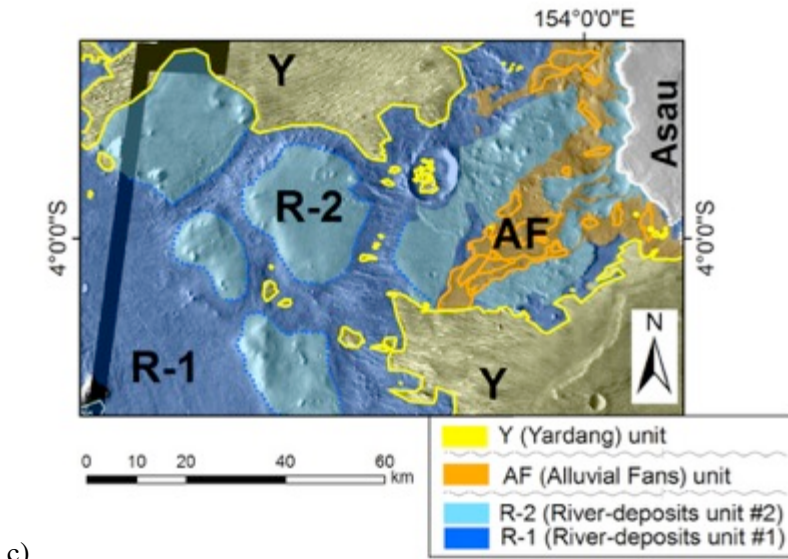 154°0'0"E
Y
Asau
R-2
AF
4°0'0"S
4°0'0"S
N
R-1
Y
0 10 20 40 60
km
Y (Yardang) unit
AF (Alluvial Fans) unit
R-2 (River-deposits unit #2)
R-1 (River-deposits unit #1)
c)